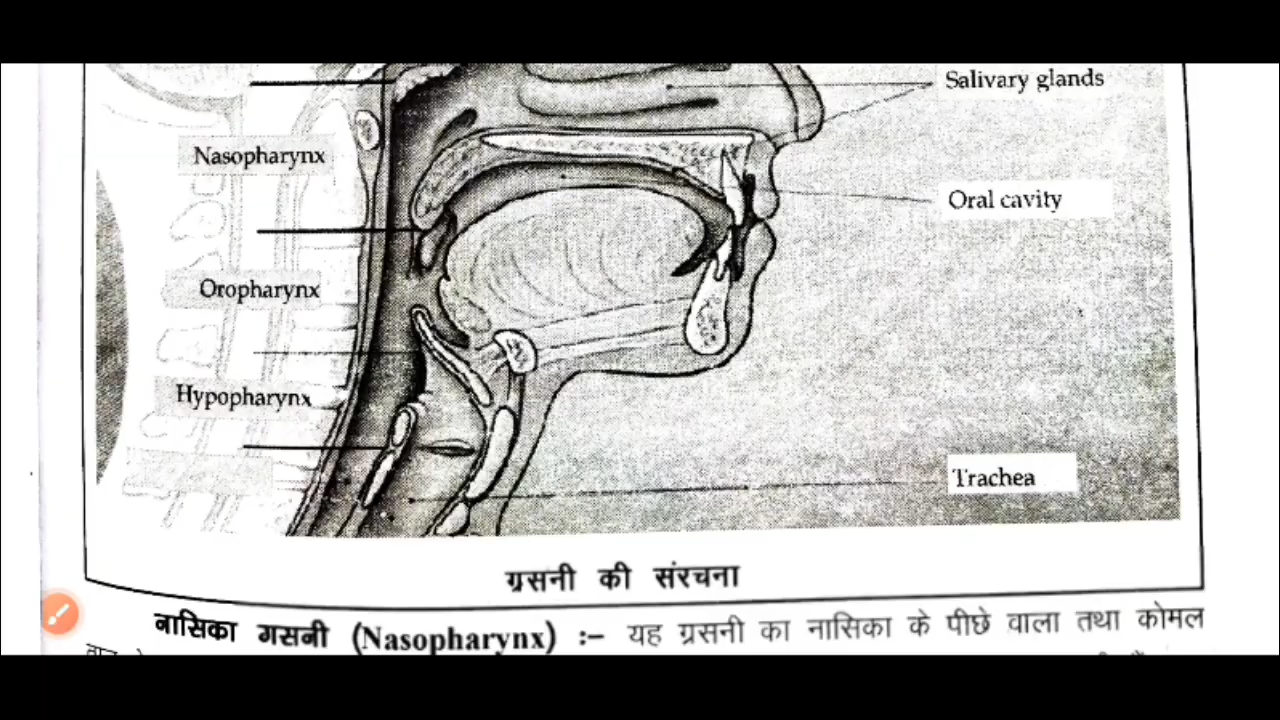 Salivary glands
Nasopharynx
Oral cavity
Oropharynx
Hypopharynx
Trachea
ग्रसनी की संरचना
नासिका गसनी (Nasopharynx) :– यह ग्रसनी का नासिका के पीछे वाला तथा कोमल